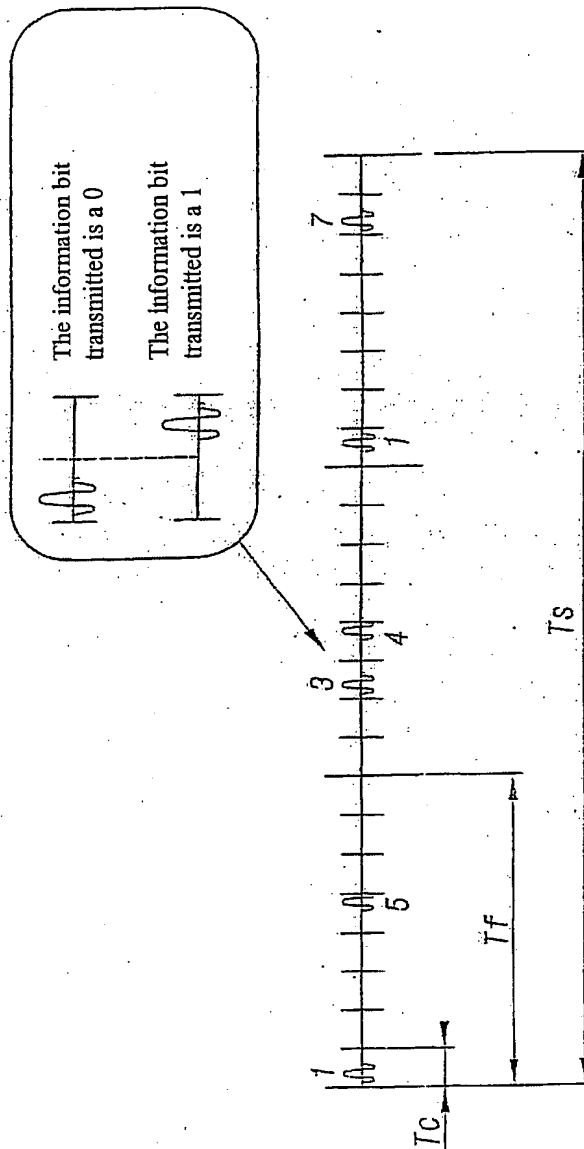 The information bit
transmitted is a 0
The information bit
transmitted is a 1
1
5
3
4
1
7
Tc
Tf
Ts